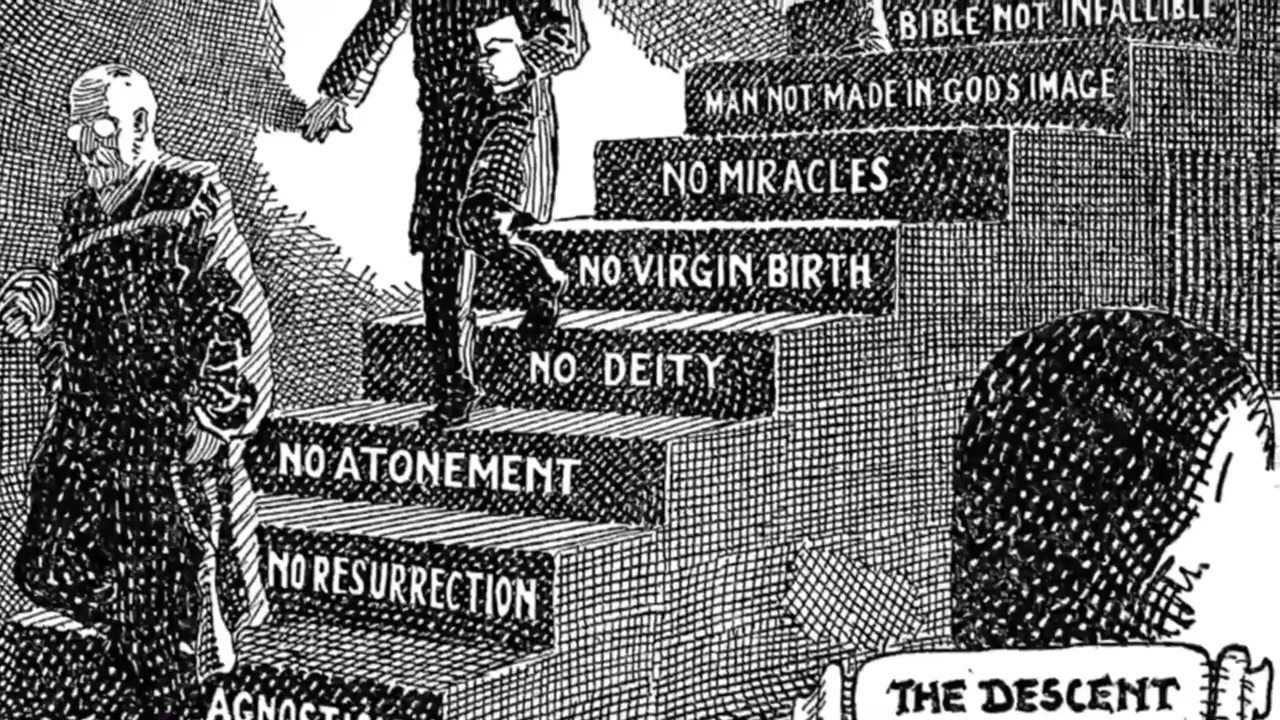 BIBLE NOT INFALLIBLE
MAN NOT MADE IN GOD'S IMAGE
NO MIRACLES
NO VIRGIN BIRTH
NO DEITY
NO ATONEMENT
NO RESURRECTION
THE DESCENT